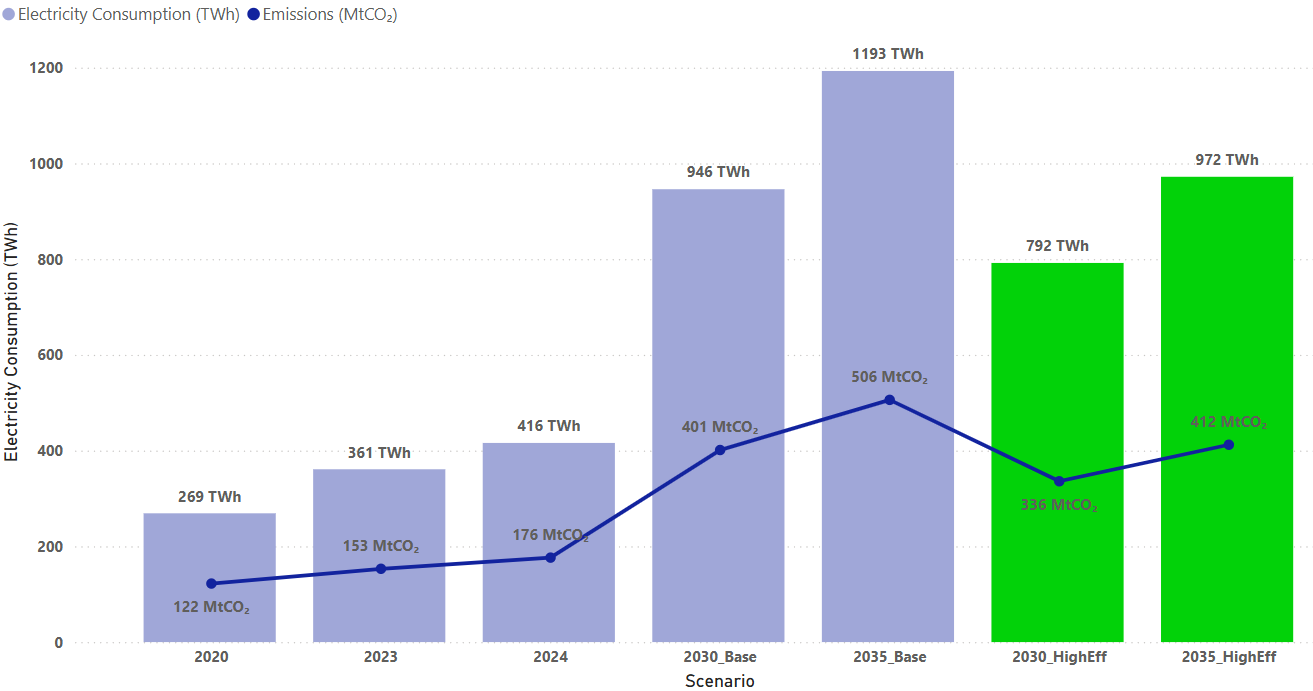 Electricity Consumption (TWh) Emissions (MtCO₂)
Electricity Consumption (TWh)
1200
1000
800
600
400
200
0
269 TWh
361 TWh
416 TWh
946 TWh
1193 TWh
792 TWh
972 TWh
122 MtCO₂
153 MtCO₂
176 MtCO₂
401 MtCO₂
506 MtCO₂
336 MtCO₂
412 MtCO₂
2020 2023 2024 2030_Base 2035_Base 2030_HighEff 2035_HighEff
Scenario